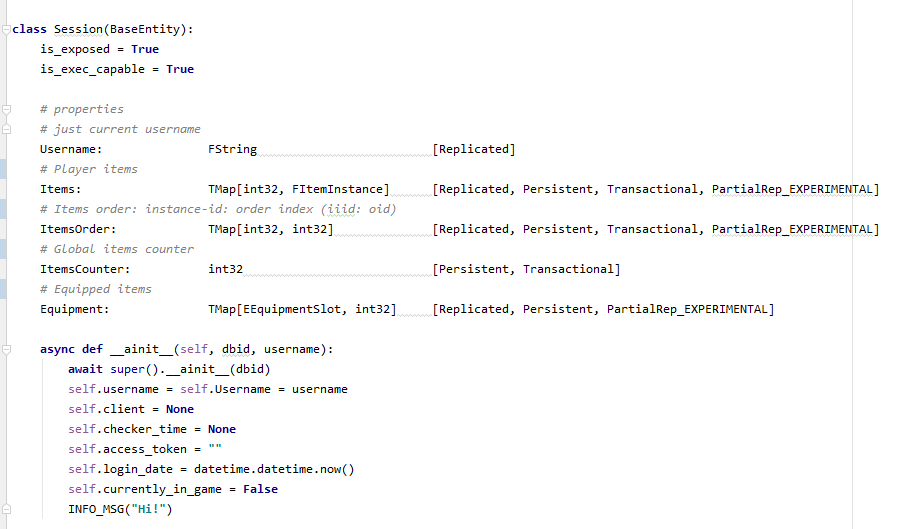 class Session(BaseEntity):
    is_exposed = True
    is_exec_capable = True

    # properties
    # just current username
    Username:               FString                         [Replicated]
    # Player items
    Items:                  TMap[int32, FItemInstance]      [Replicated, Persistent, Transactional, PartialRep_EXPERIMENTAL]
    # Items order: instance-id: order index (iiid: oid)
    ItemsOrder:             TMap[int32, int32]              [Replicated, Persistent, Transactional, PartialRep_EXPERIMENTAL]
    # Global items counter
    ItemsCounter:           int32                           [Persistent, Transactional]
    # Equipped items
    Equipment:              TMap[EEquipmentSlot, int32]     [Replicated, Persistent, PartialRep_EXPERIMENTAL]

    async def __ainit__(self, dbid, username):
        await super().__ainit__(dbid)
        self.username = self.Username = username
        self.client = None
        self.checker_time = None
        self.access_token = ""
        self.login_date = datetime.datetime.now()
        self.currently_in_game = False
        INFO_MSG("Hi!")